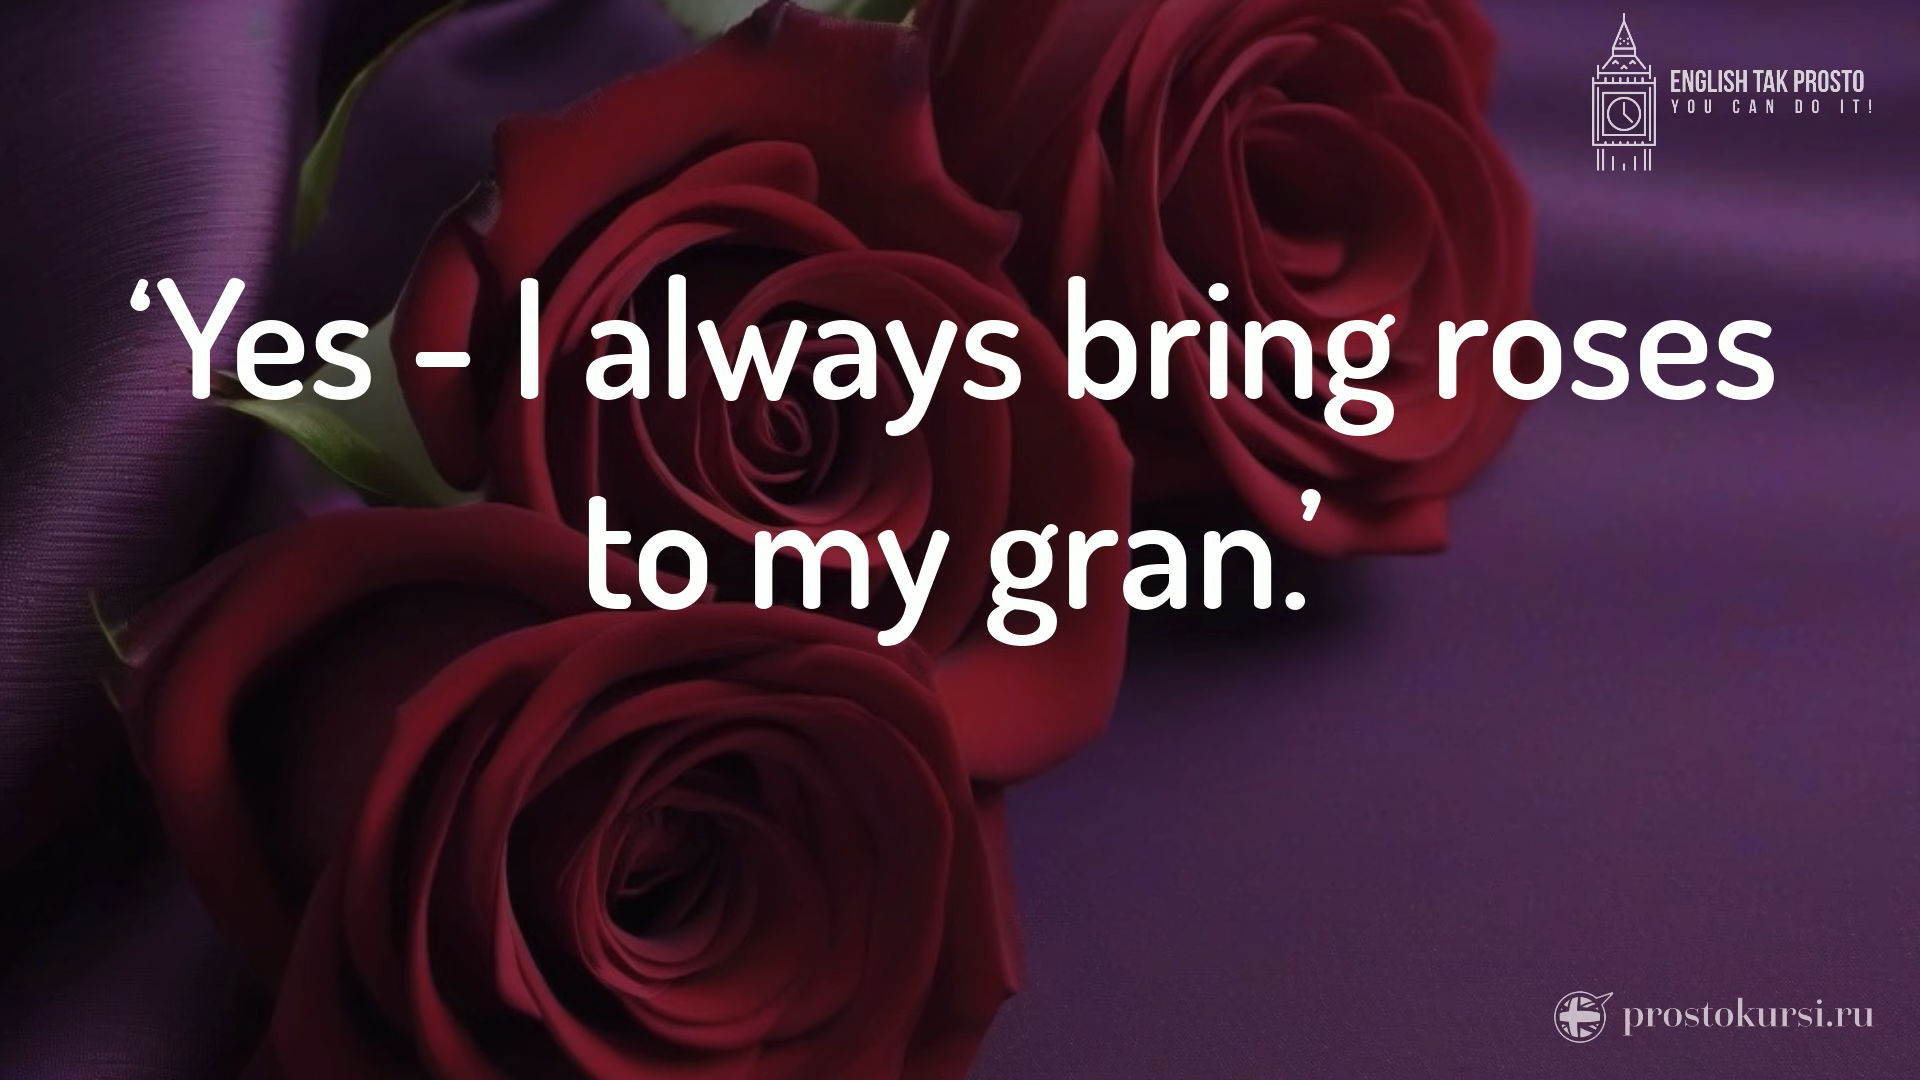 ENGLISH TAK PROSTO
YOU CAN DO IT!
‘Yes – I always bring roses
to my gran.’
prostokursi.ru